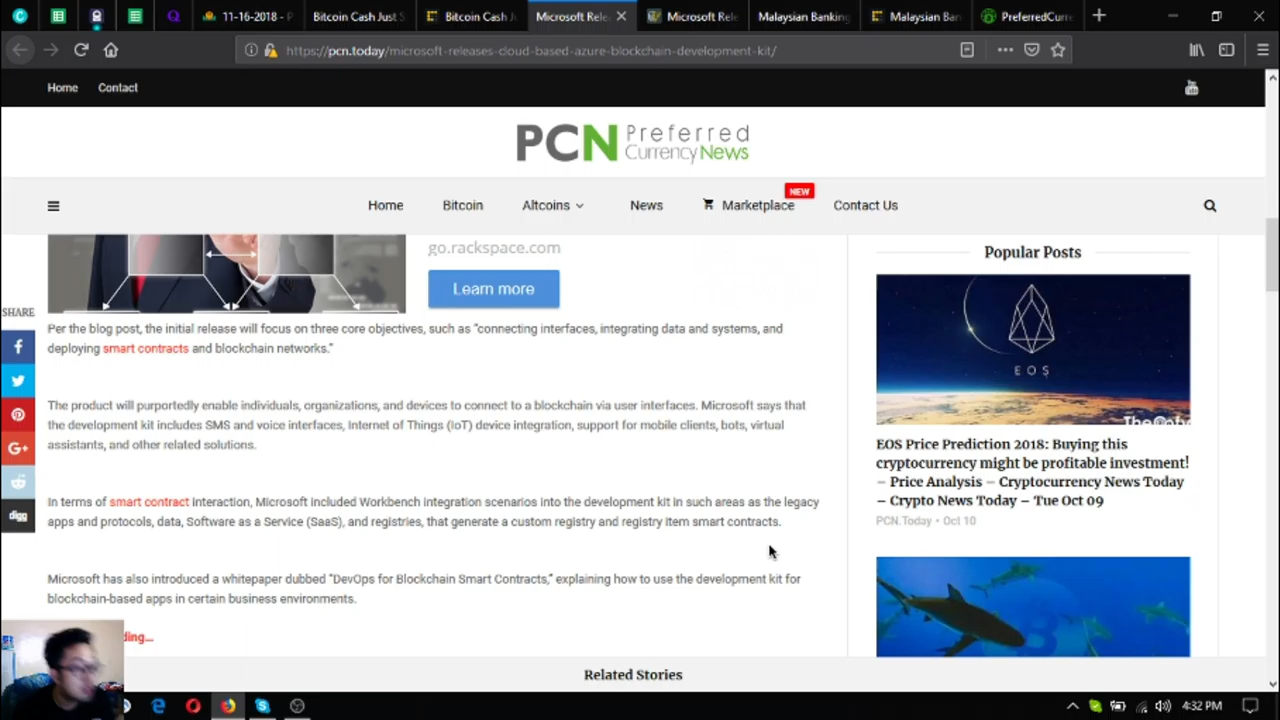 11-16-2018 - P
Bitcoin Cash Just S
Bitcoin Cash Ju
Microsoft Rele
Microsoft Rele
Malaysian Banking
Malaysian Ban
PreferredCurre
https://pcn.today/microsoft-releases-cloud-based-azure-blockchain-development-kit/
Home Contact
PCN Preferred
CurrencyNews
NEW
Home Bitcoin Altcoins News Marketplace Contact Us
go.rackspace.com
Learn more
Popular Posts
SHARE
Per the blog post, the initial release will focus on three core objectives, such as “connecting interfaces, integrating data and systems, and
deploying smart contracts and blockchain networks.”
The product will purportedly enable individuals, organizations, and devices to connect to a blockchain via user interfaces. Microsoft says that
the development kit includes SMS and voice interfaces, Internet of Things (IoT) device integration, support for mobile clients, bots, virtual
assistants, and other related solutions.
In terms of smart contract interaction, Microsoft included Workbench integration scenarios into the development kit in such areas as the legacy
apps and protocols, data, Software as a Service (SaaS), and registries, that generate a custom registry and registry item smart contracts.
Microsoft has also introduced a whitepaper dubbed “DevOps for Blockchain Smart Contracts,” explaining how to use the development kit for
blockchain-based apps in certain business environments.
ding...
G+
digg
EOS
EOS Price Prediction 2018: Buying this
cryptocurrency might be profitable investment!
– Price Analysis – Cryptocurrency News Today
– Crypto News Today – Tue Oct 09
PCN.Today • Oct 10
Related Stories
4:32 PM